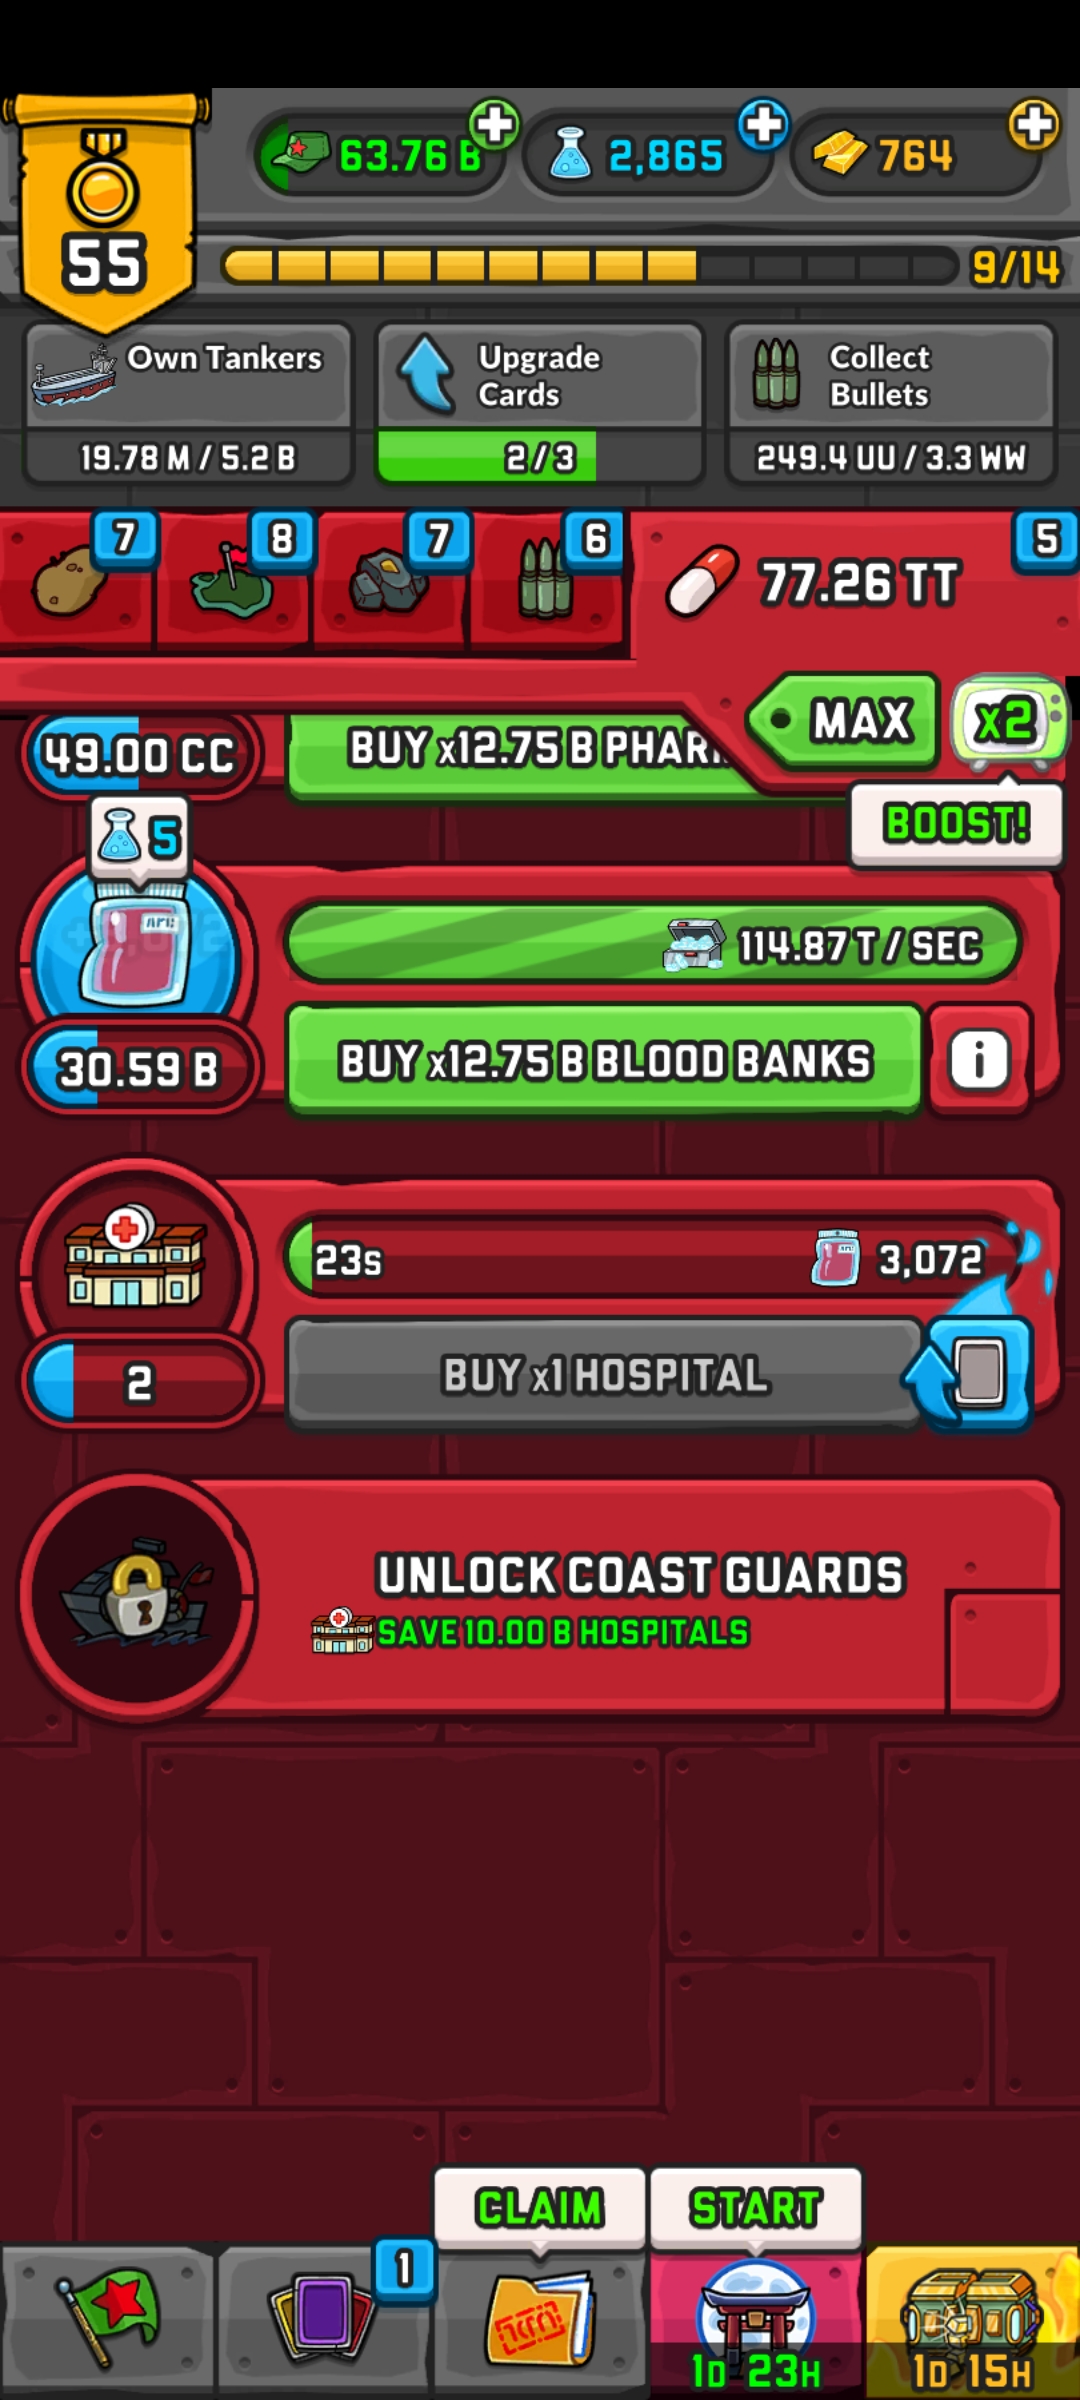 55
63.76 B
2,865
764
9/14
Own Tankers
19.78 M / 5.2 B
Upgrade
Cards
2/3
Collect
Bullets
249.4 UU / 3.3 WW
7
8
7
6
77.26 TT
5
MAX
x2
BOOST!
49.00 CC
BUY x12.75 B PHAR
5
114.87 T / SEC
30.59 B
BUY x12.75 B BLOOD BANKS
i
23s
3,072
2
BUY x1 HOSPITAL
UNLOCK COAST GUARDS
SAVE 10.00 B HOSPITALS
CLAIM
START
1
1D 23H
1D 15H